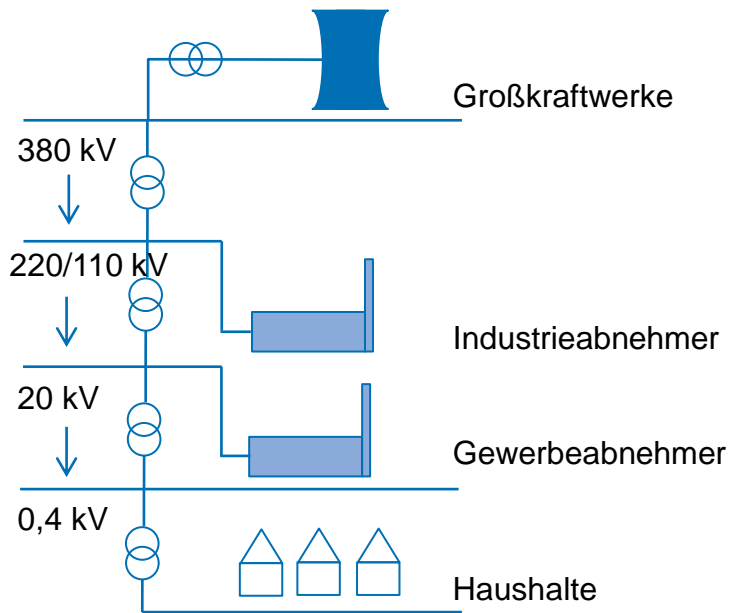 Großkraftwerke
380 kV
220/110 kV
Industrieabnehmer
20 kV
Gewerbeabnehmer
0,4 kV
Haushalte